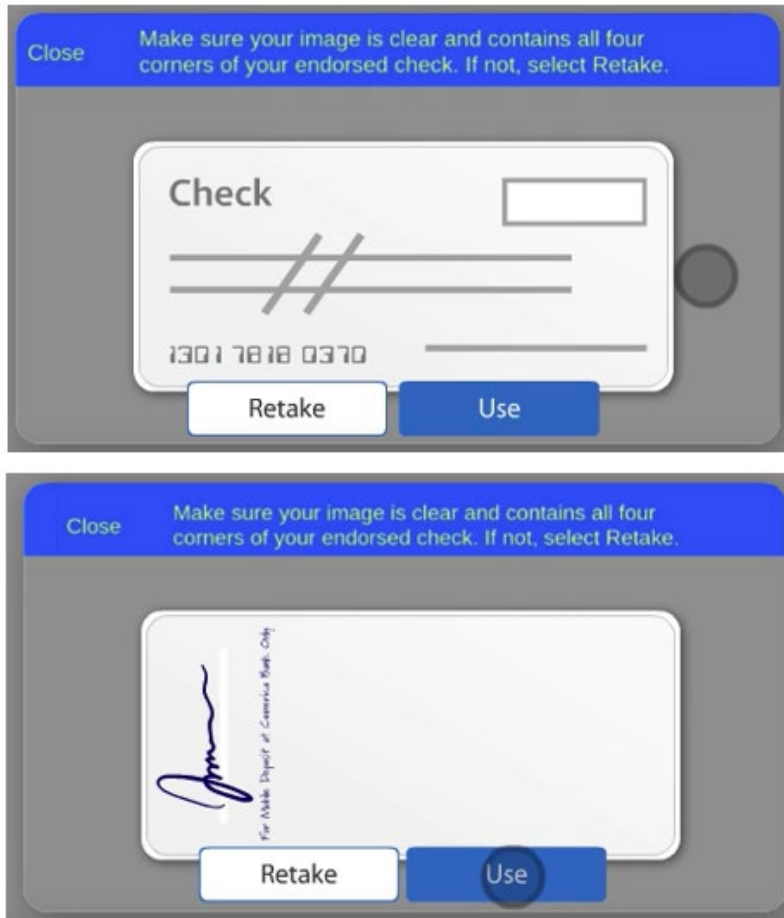 Close
Make sure your image is clear and contains all four
corners of your endorsed check. If not, select Retake.
Check
1301 7818 0370
Retake
Use
Close
Make sure your image is clear and contains all four
corners of your endorsed check. If not, select Retake.
For Mobile Deposit at Comerica Bank Only
Retake
Use